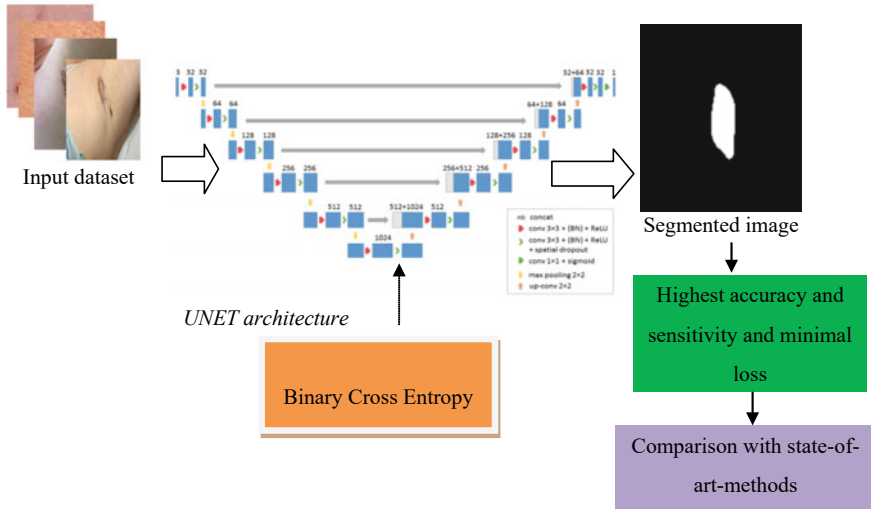 Input dataset
3 32 32
64 64
128 128
256 256
512 512
1024
32+64 32 32 1
64+128 64
128+256 128
256+512 256
512+1024 512
concat
conv 3×3 + (BN) + ReLU
conv 3×3 + (BN) + ReLU
+ spatial dropout
conv 1×1 + sigmoid
max pooling 2×2
up-conv 2×2
UNET architecture
Binary Cross Entropy
Segmented image
Highest accuracy and
sensitivity and minimal
loss
Comparison with state-of-
art-methods